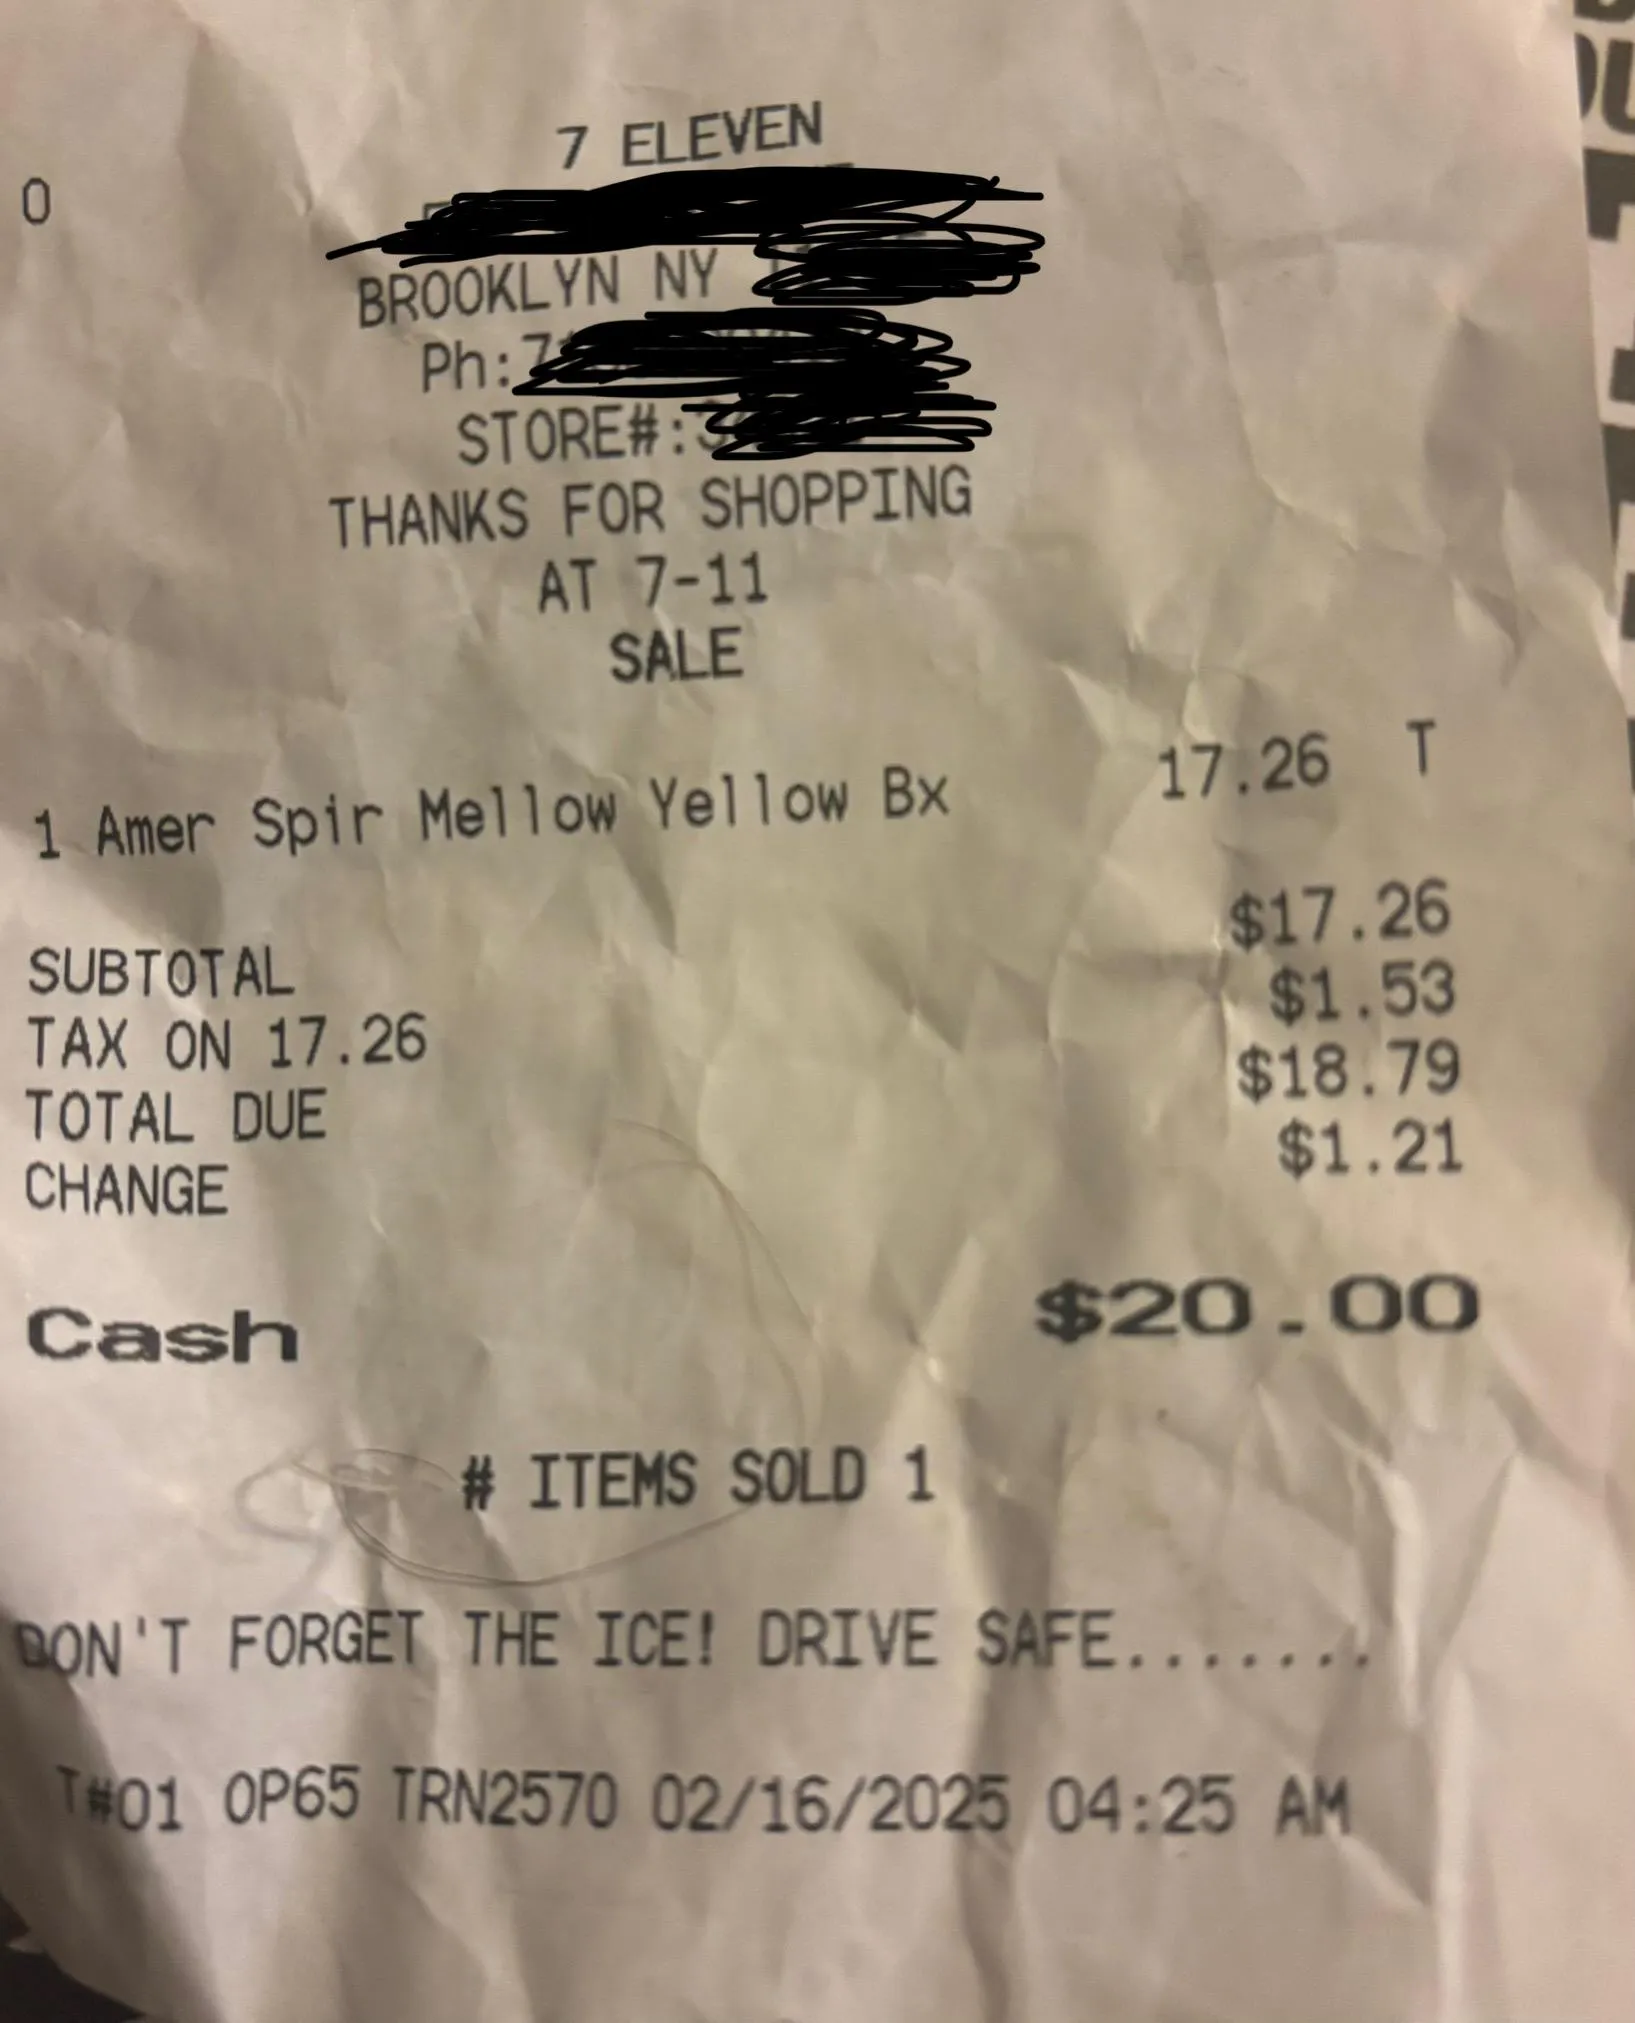 7 ELEVEN
0
BROOKLYN NY
Ph:
STORE#:
THANKS FOR SHOPPING
AT 7-11
SALE
1 Amer Spir Mellow Yellow Bx 17.26 T
SUBTOTAL $17.26
TAX ON 17.26 $1.53
TOTAL DUE $18.79
CHANGE $1.21
Cash $20.00
# ITEMS SOLD 1
DON'T FORGET THE ICE! DRIVE SAFE.......
T#01 OP65 TRN2570 02/16/2025 04:25 AM